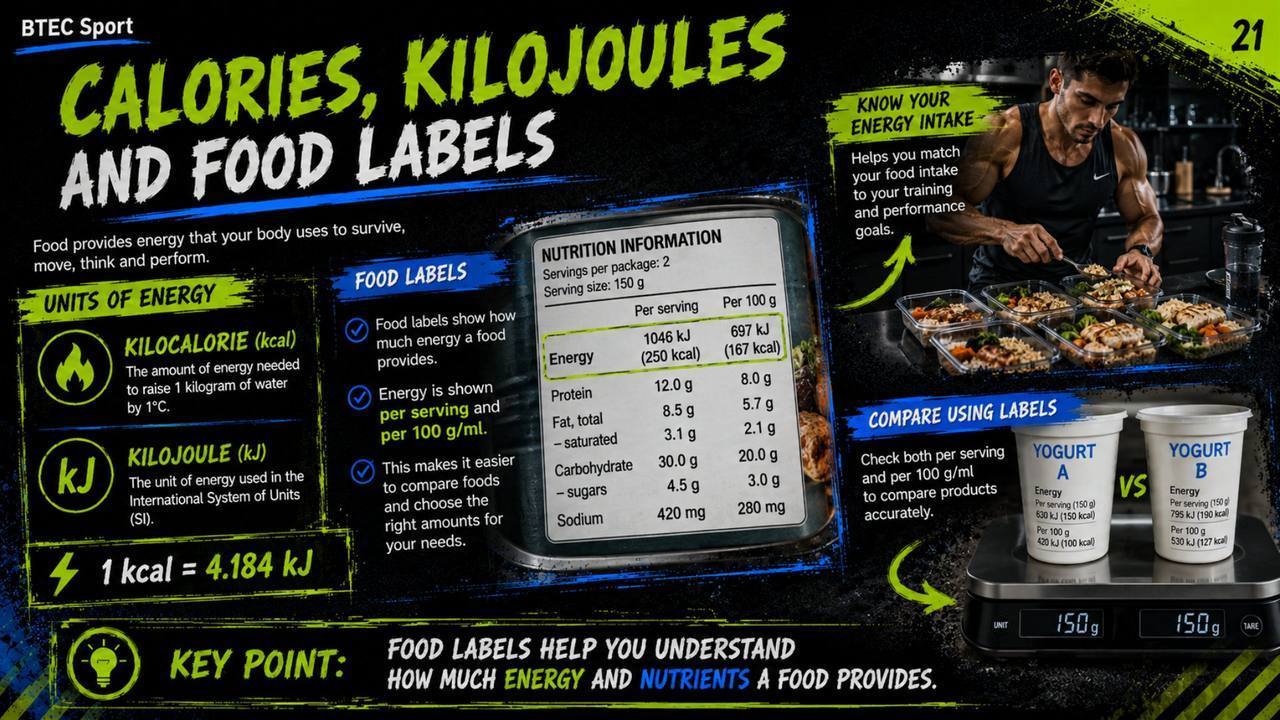 BTEC Sport
21
CALORIES, KILOJOULES
AND FOOD LABELS
Food provides energy that your body uses to survive,
move, think and perform.
UNITS OF ENERGY
KILOCALORIE (kcal)
The amount of energy needed
to raise 1 kilogram of water
by 1°C.
kJ
KILOJOULE (kJ)
The unit of energy used in the
International System of Units
(SI).
1 kcal = 4.184 kJ
FOOD LABELS
Food labels show how
much energy a food
provides.
Energy is shown
per serving and
per 100 g/ml.
This makes it easier
to compare foods
and choose the
right amounts for
your needs.
NUTRITION INFORMATION
Servings per package: 2
Serving size: 150 g
Per serving Per 100 g
Energy 1046 kJ (250 kcal) 697 kJ (167 kcal)
Protein 12.0 g 8.0 g
Fat, total 8.5 g 5.7 g
– saturated 3.1 g 2.1 g
Carbohydrate 30.0 g 20.0 g
– sugars 4.5 g 3.0 g
Sodium 420 mg 280 mg
KNOW YOUR
ENERGY INTAKE
Helps you match
your food intake
to your training
and performance
goals.
COMPARE USING LABELS
Check both per serving
and per 100 g/ml
to compare products
accurately.
YOGURT
A
Energy
Per serving (150 g)
630 kJ (150 kcal)
Per 100 g
420 kJ (100 kcal)
VS
YOGURT
B
Energy
Per serving (150 g)
795 kJ (190 kcal)
Per 100 g
530 kJ (127 kcal)
UNIT 150g 150g TARE
KEY POINT:
FOOD LABELS HELP YOU UNDERSTAND
HOW MUCH ENERGY AND NUTRIENTS A FOOD PROVIDES.